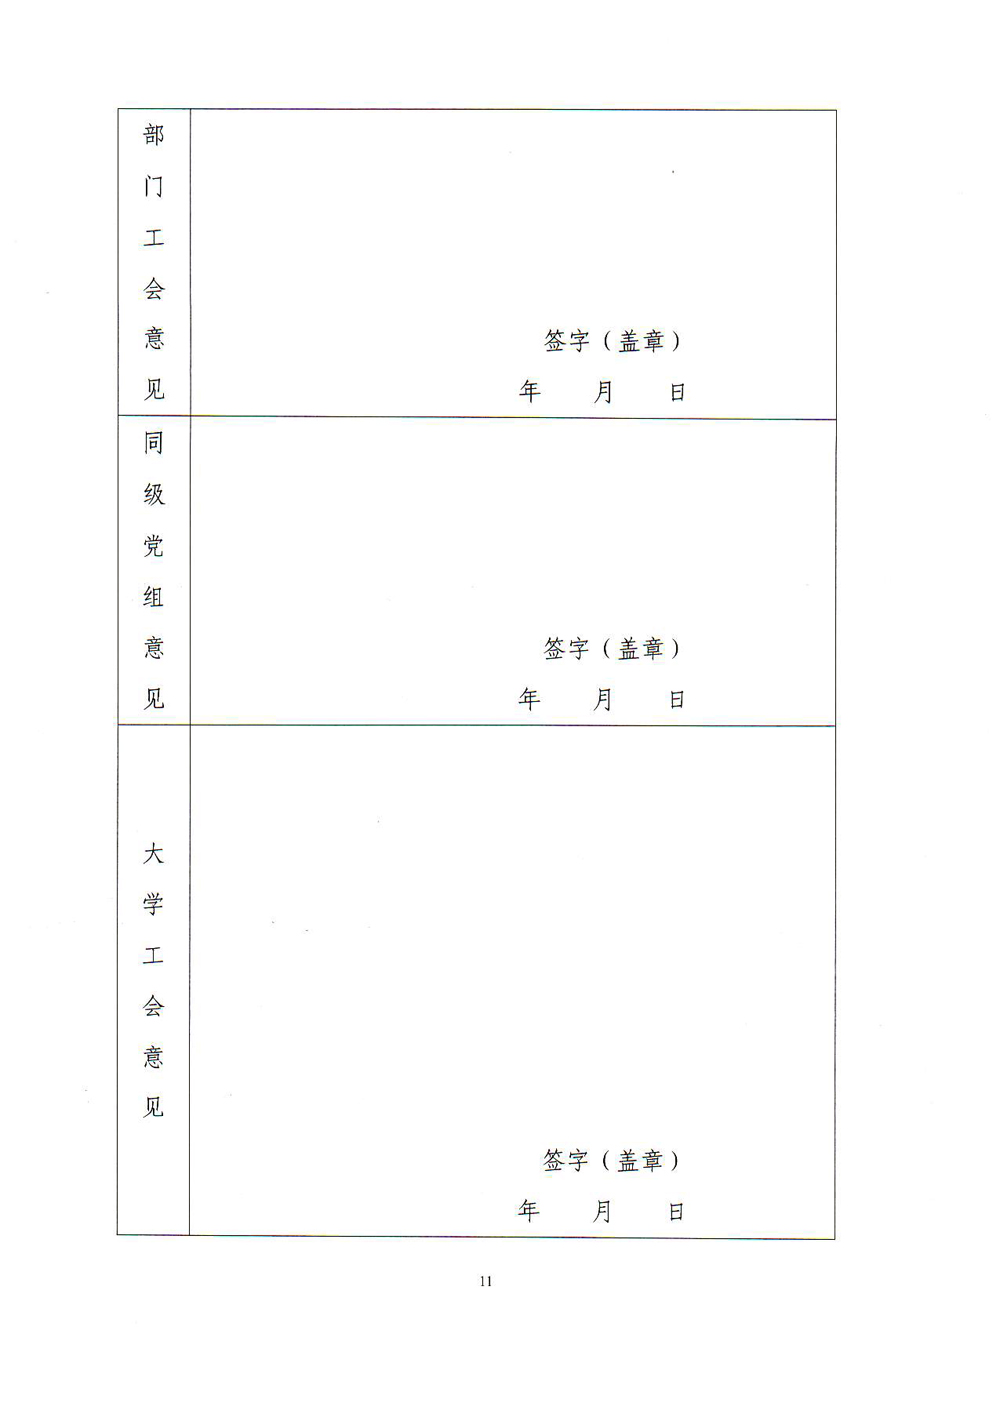 部门工会意见
签字（盖章）
年 月 日
同级党组意见
签字（盖章）
年 月 日
大学工会意见
签字（盖章）
年 月 日
11